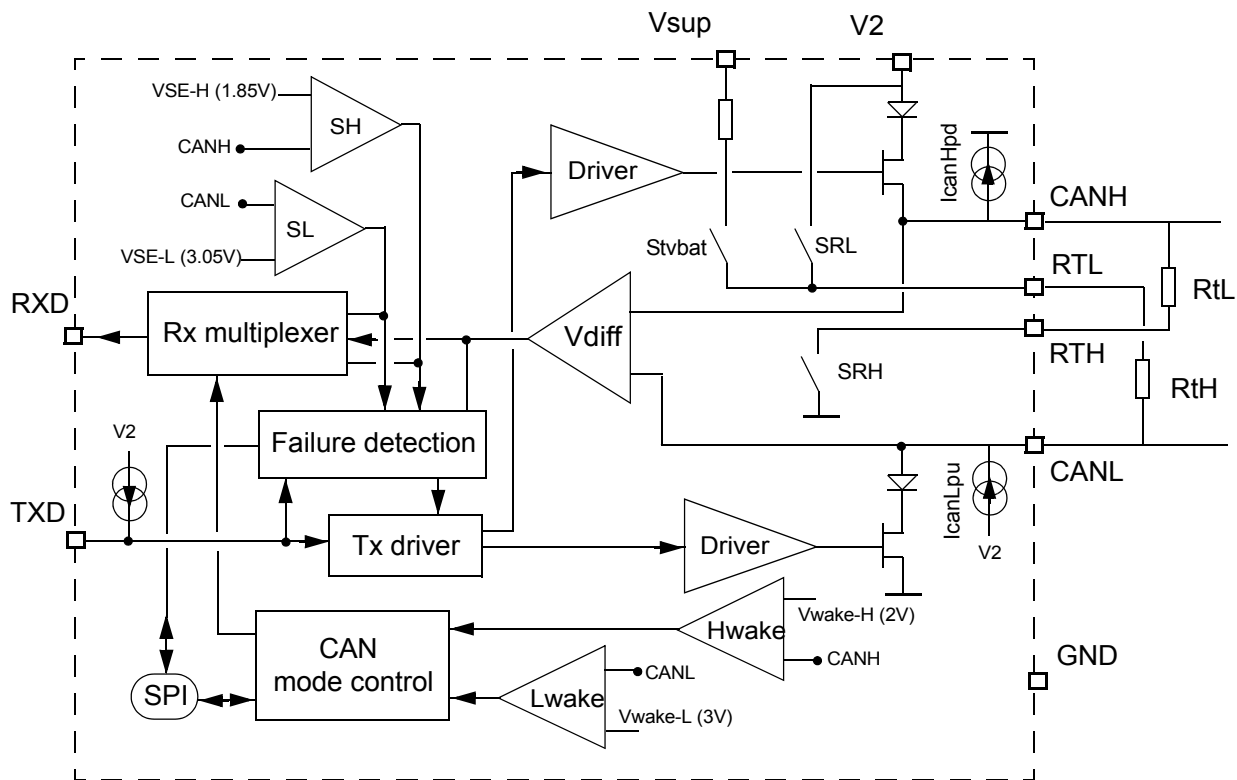 Vsup
V2
VSE-H (1.85V)
SH
CANH
Driver
IcanHpd
CANL
SL
VSE-L (3.05V)
CANH
Stvbat
SRL
RTL
RtL
RXD
Rx multiplexer
Vdiff
RTH
SRH
RtH
V2
Failure detection
CANL
IcanLpu
TXD
Tx driver
Driver
V2
Vwake-H (2V)
Hwake
CANH
CAN
mode control
CANL
Lwake
Vwake-L (3V)
SPI
GND